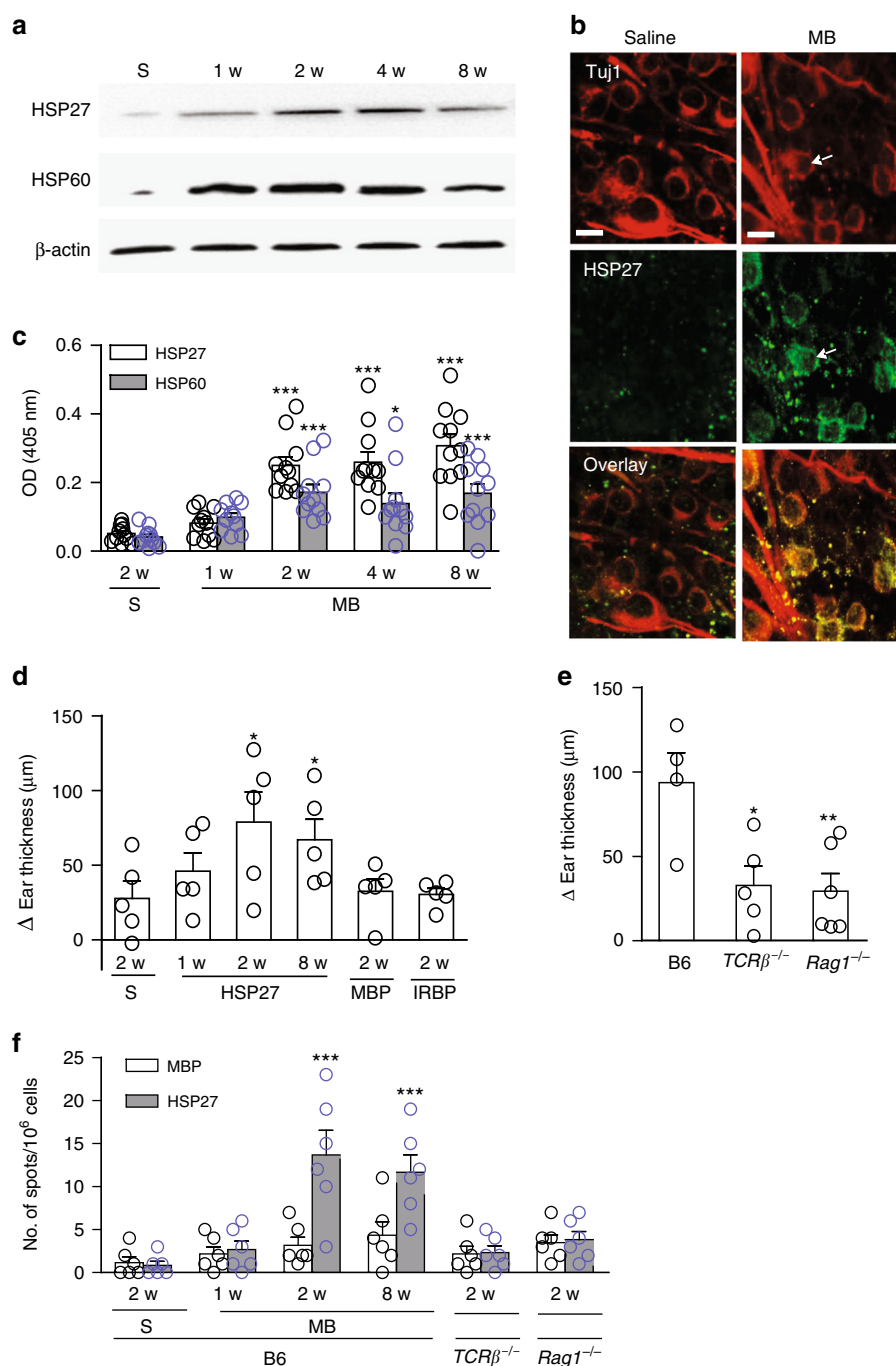 a
S 1 w 2 w 4 w 8 w
HSP27
HSP60
β-actin
b
Saline MB
Tuj1
HSP27
Overlay
c
HSP27
HSP60
OD (405 nm)
0.6
0.4
0.2
0.0
*** *** ***
*** * ***
2 w 1 w 2 w 4 w 8 w
S MB
d
Δ Ear thickness (μm)
150
100
50
0
* *
2 w 1 w 2 w 8 w 2 w 2 w
S HSP27 MBP IRBP
e
Δ Ear thickness (μm)
150
100
50
0
* **
B6 TCRβ−/− Rag1−/−
f
MBP
HSP27
No. of spots/10⁶ cells
25
20
15
10
5
0
*** ***
2 w 1 w 2 w 8 w 2 w 2 w
S MB
B6 TCRβ−/− Rag1−/−